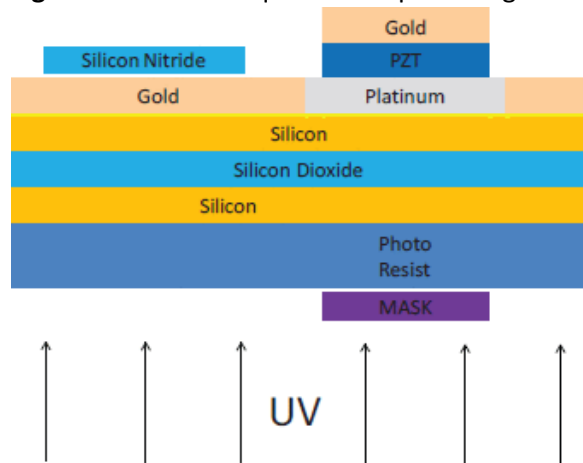 Gold
Silicon Nitride
PZT
Gold
Platinum
Silicon
Silicon Dioxide
Silicon
Photo
Resist
MASK
UV